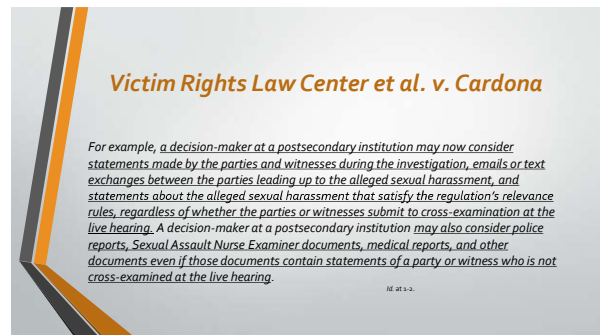 Victim Rights Law Center et al. v. Cardona
For example, a decision-maker at a postsecondary institution may now consider
statements made by the parties and witnesses during the investigation, emails or text
exchanges between the parties leading up to the alleged sexual harassment, and
statements about the alleged sexual harassment that satisfy the regulation's relevance
rules, regardless of whether the parties or witnesses submit to cross-examination at the
live hearing. A decision-maker at a postsecondary institution may also consider police
reports, Sexual Assault Nurse Examiner documents, medical reports, and other
documents even if those documents contain statements of a party or witness who is not
cross-examined at the live hearing.
Id. at 1-2.